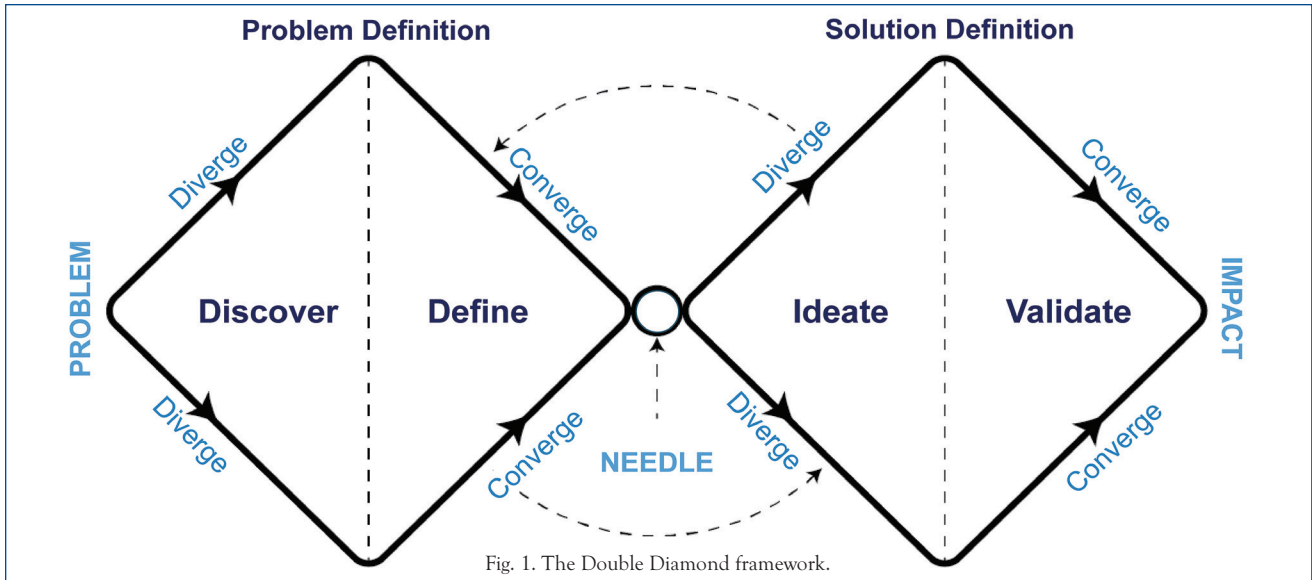 Problem Definition
Solution Definition
Diverge
Converge
Diverge
Converge
PROBLEM
Discover
Define
Ideate
Validate
IMPACT
Diverge
Converge
NEEDLE
Diverge
Converge
Fig. 1. The Double Diamond framework.